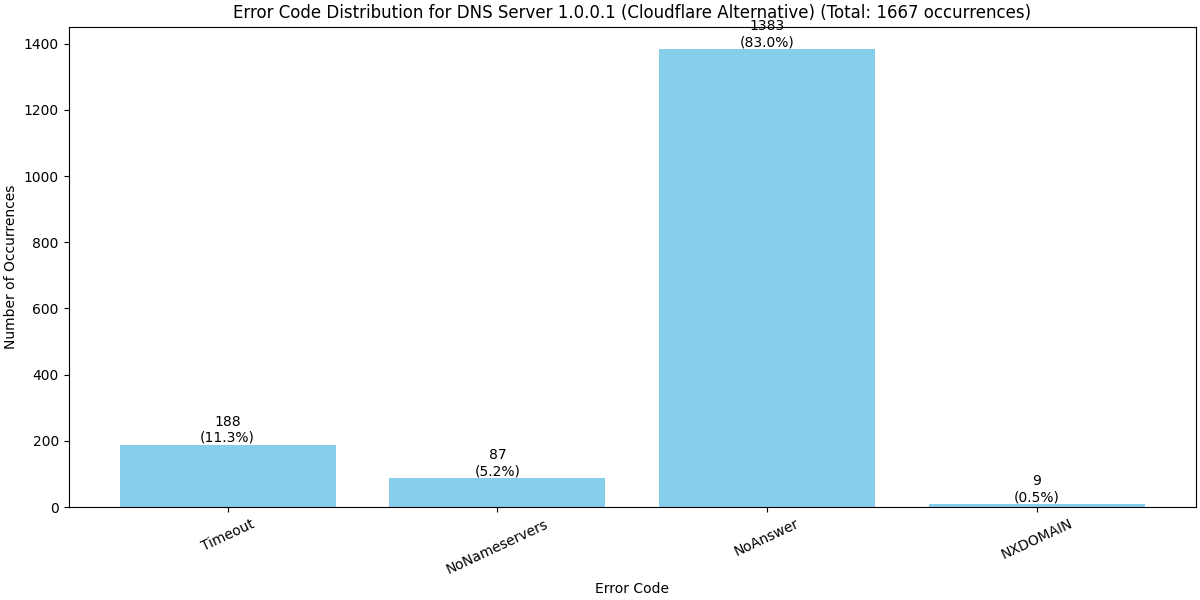 Error Code Distribution for DNS Server 1.0.0.1 (Cloudflare Alternative) (Total: 1667 occurrences)
Number of Occurrences
1400
1200
1000
800
600
400
200
0
188
(11.3%)
87
(5.2%)
1383
(83.0%)
9
(0.5%)
Timeout
NoNameservers
NoAnswer
NXDOMAIN
Error Code